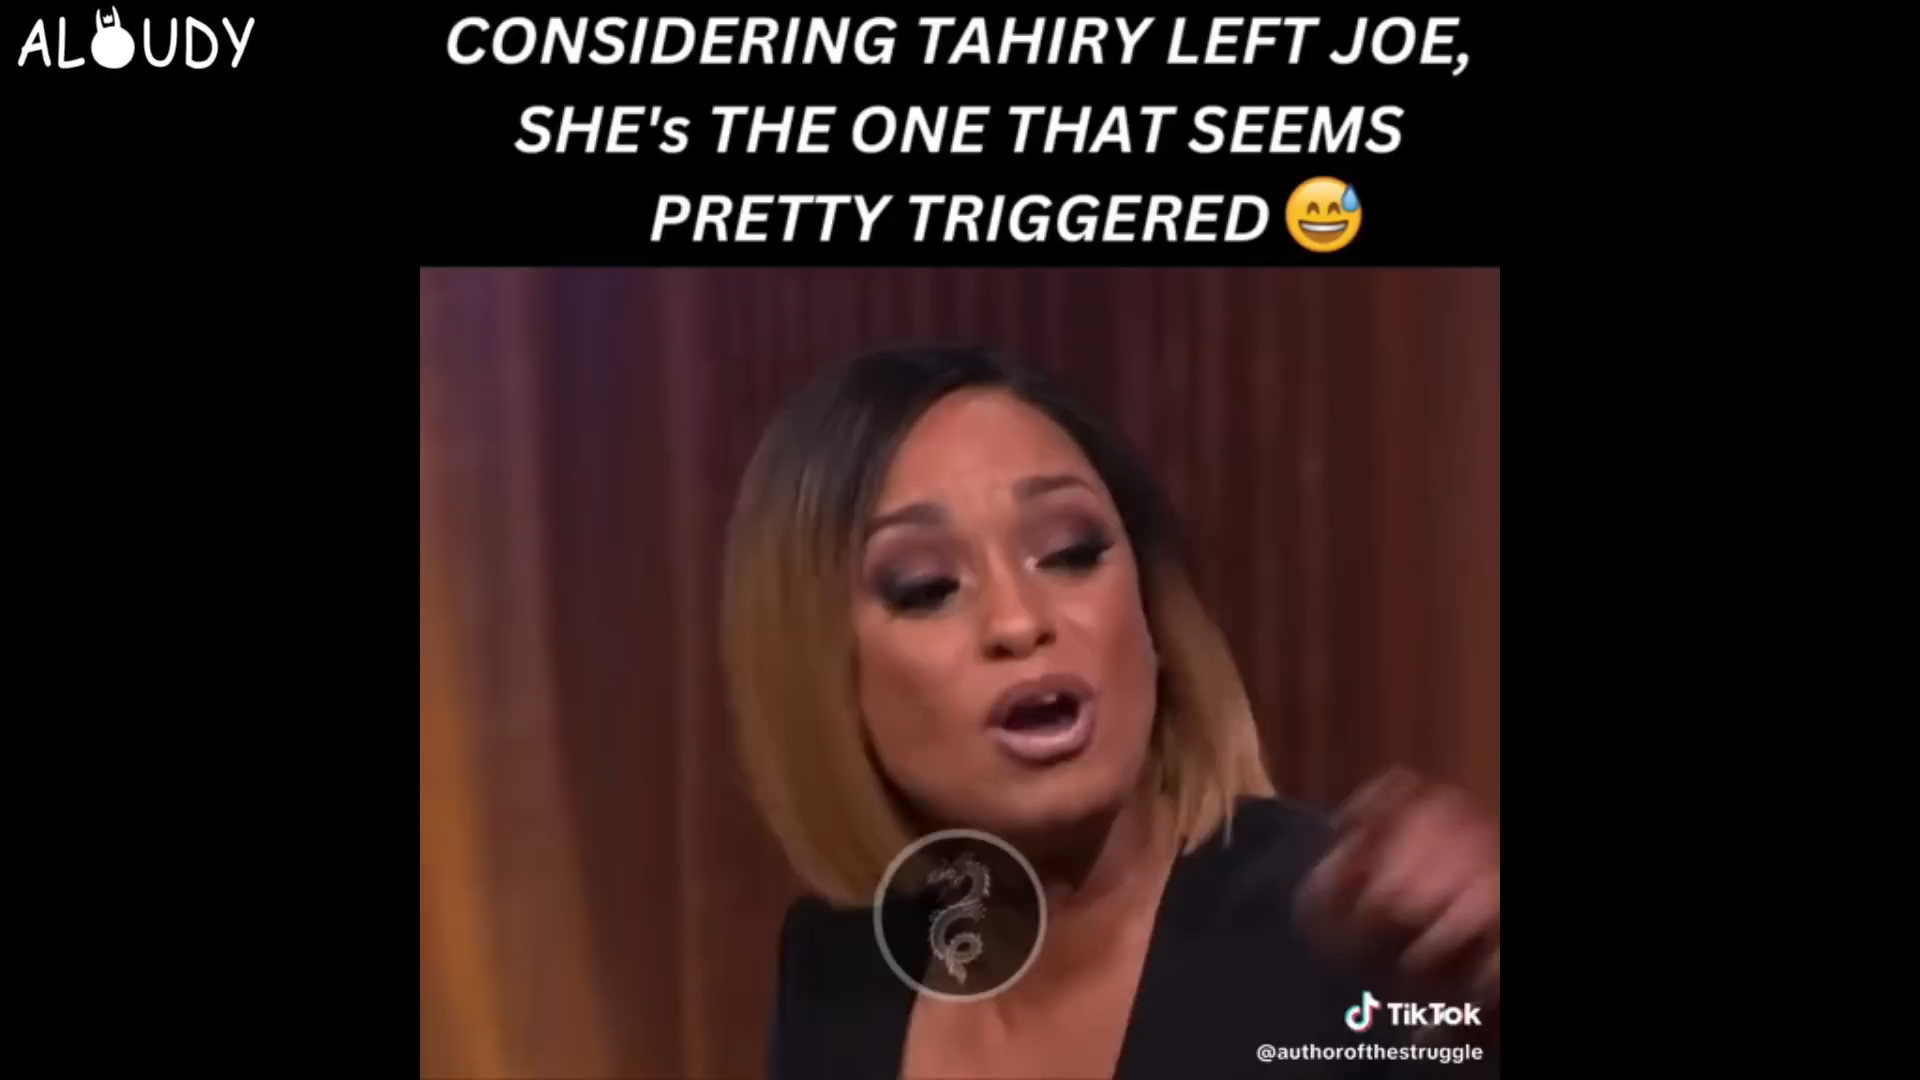 ALOUDY
CONSIDERING TAHIRY LEFT JOE,
SHE's THE ONE THAT SEEMS
PRETTY TRIGGERED 😅
TikTok
@authorofthestruggle